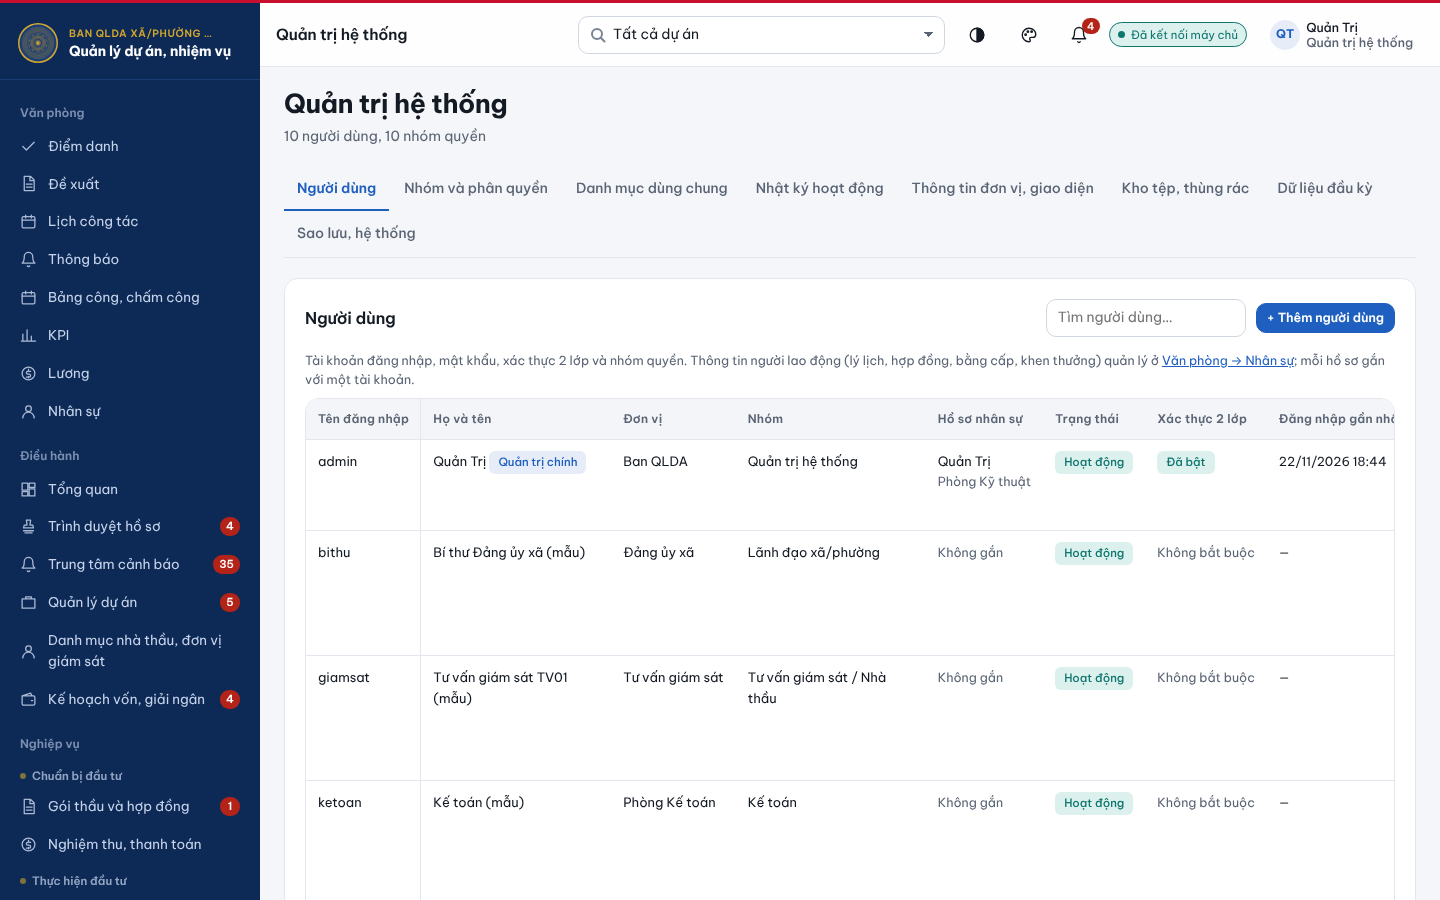 BAN QLDA XÃ/PHƯỜNG ...
Quản lý dự án, nhiệm vụ
Văn phòng
Điểm danh
Đề xuất
Lịch công tác
Thông báo
Bảng công, chấm công
KPI
Lương
Nhân sự
Điều hành
Tổng quan
Trình duyệt hồ sơ 4
Trung tâm cảnh báo 35
Quản lý dự án 5
Danh mục nhà thầu, đơn vị
giám sát
Kế hoạch vốn, giải ngân 4
Nghiệp vụ
Chuẩn bị đầu tư
Gói thầu và hợp đồng 1
Nghiệm thu, thanh toán
Thực hiện đầu tư
Quản trị hệ thống
Tất cả dự án
4
Đã kết nối máy chủ
QT
Quản Trị
Quản trị hệ thống
Quản trị hệ thống
10 người dùng, 10 nhóm quyền
Người dùng Nhóm và phân quyền Danh mục dùng chung Nhật ký hoạt động Thông tin đơn vị, giao diện Kho tệp, thùng rác Dữ liệu đầu kỳ
Sao lưu, hệ thống
Người dùng
Tìm người dùng...
+ Thêm người dùng
Tài khoản đăng nhập, mật khẩu, xác thực 2 lớp và nhóm quyền. Thông tin người lao động (lý lịch, hợp đồng, bằng cấp, khen thưởng) quản lý ở Văn phòng → Nhân sự; mỗi hồ sơ gắn
với một tài khoản.
Tên đăng nhập Họ và tên Đơn vị Nhóm Hồ sơ nhân sự Trạng thái Xác thực 2 lớp Đăng nhập gần
admin Quản Trị Quản trị chính Ban QLDA Quản trị hệ thống Quản Trị Hoạt động Đã bật 22/11/2026 18:44
Phòng Kỹ thuật
bithu Bí thư Đảng ủy xã (mẫu) Đảng ủy xã Lãnh đạo xã/phường Không gắn Hoạt động Không bắt buộc —
giamsat Tư vấn giám sát TV01 Tư vấn giám sát Tư vấn giám sát / Nhà Không gắn Hoạt động Không bắt buộc —
(mẫu) thầu
ketoan Kế toán (mẫu) Phòng Kế toán Kế toán Không gắn Hoạt động Không bắt buộc —